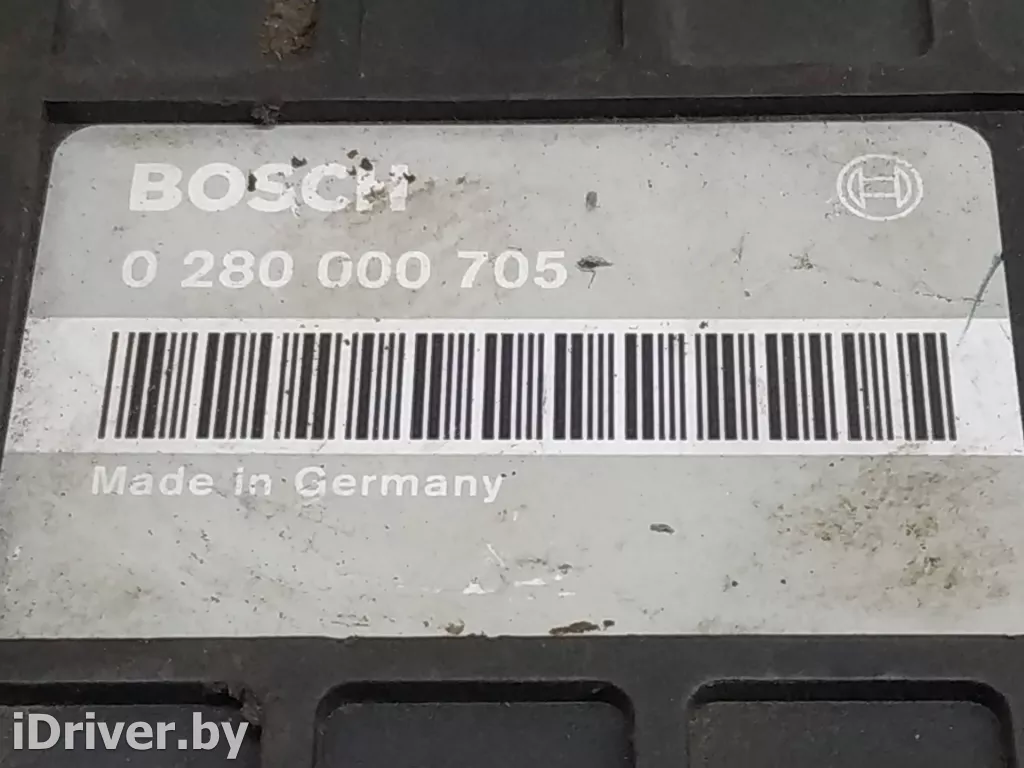 BOSCH
0 280 000 705
Made in Germany
iDriver.by